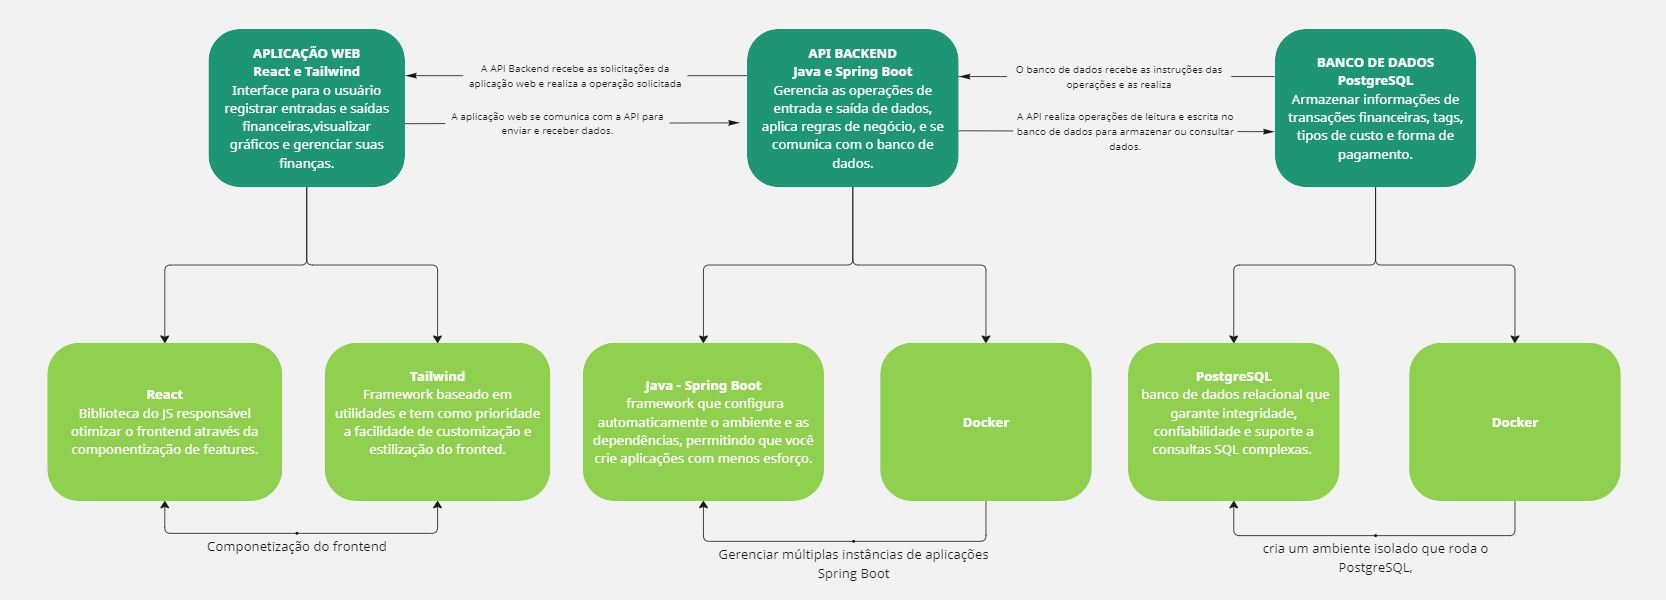 APLICAÇÃO WEB
React e Tailwind
Interface para o usuário
registrar entradas e saídas
financeiras,visualizar
gráficos e gerenciar suas
finanças.
A API Backend recebe as solicitações da
aplicação web e realiza a operação solicitada
A aplicação web se comunica com a API para
enviar e receber dados.
API BACKEND
Java e Spring Boot
Gerencia as operações de
entrada e saída de dados,
aplica regras de negócio, e se
comunica com o banco de
dados.
O banco de dados recebe as instruções das
operações e as realiza
A API realiza operações de leitura e escrita no
banco de dados para armazenar ou consultar
dados.
BANCO DE DADOS
PostgreSQL
Armazenar informações de
transações financeiras, tags,
tipos de custo e forma de
pagamento.
React
Biblioteca do JS responsável
otimizar o frontend através da
componentização de features.
Tailwind
Framework baseado em
utilidades e tem como prioridade
a facilidade de customização e
estilização do fronted.
Java - Spring Boot
framework que configura
automaticamente o ambiente e as
dependências, permitindo que você
crie aplicações com menos esforço.
Docker
PostgreSQL
banco de dados relacional que
garante integridade,
confiabilidade e suporte a
consultas SQL complexas.
Docker
Componetização do frontend
Gerenciar múltiplas instâncias de aplicações
Spring Boot
cria um ambiente isolado que roda o
PostgreSQL,